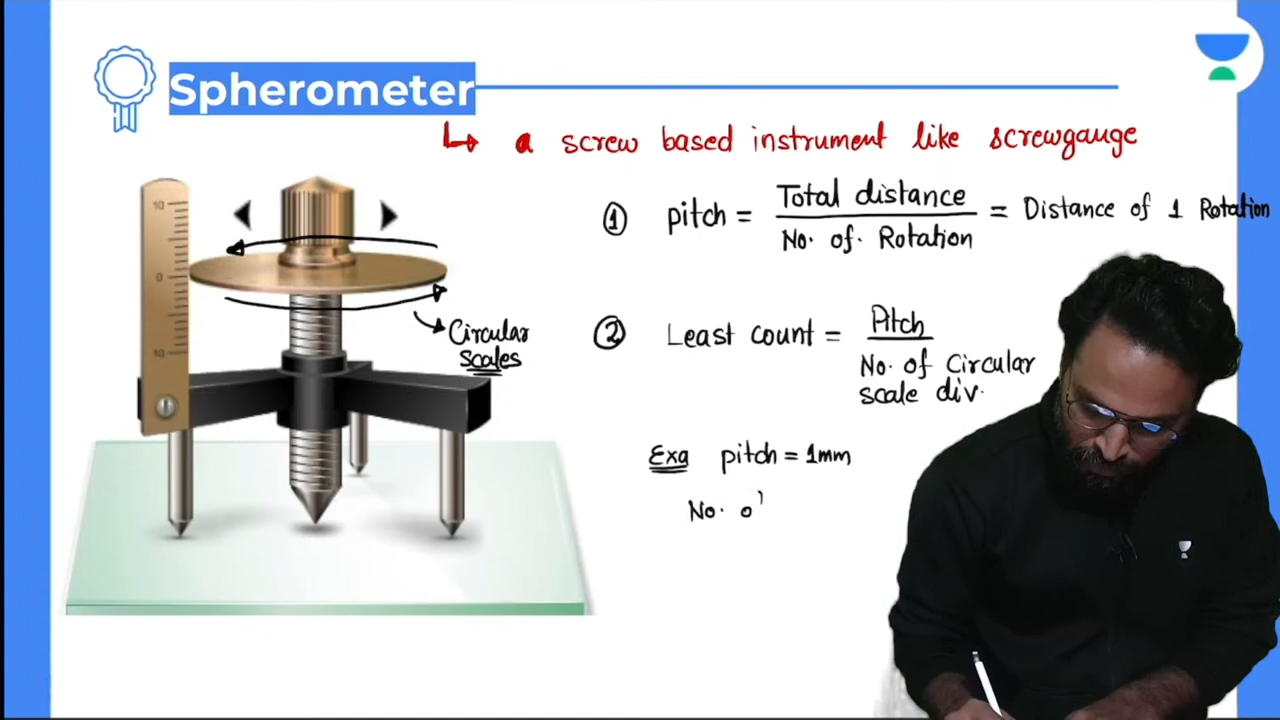 Spherometer
↳ a screw based instrument like screwgauge
① pitch = Total distance / No. of. Rotation = Distance of 1 Rotation
② Least count = Pitch / No. of Circular scale div.
Circular
scales
10
0
10
Exa pitch = 1mm
No. o